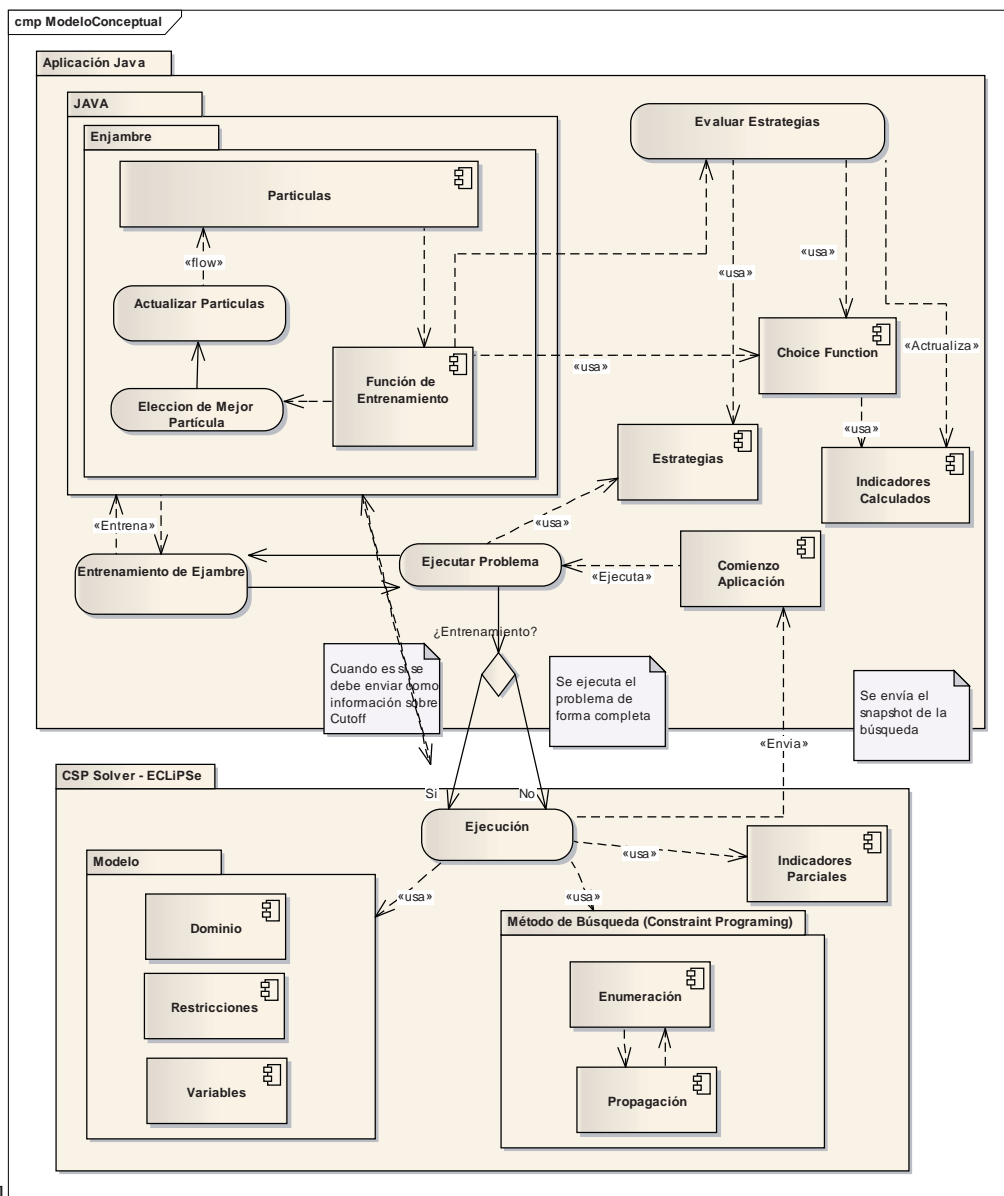 cmp ModeloConceptual
Aplicación Java
JAVA
Enjambre
Particulas
«flow»
Actualizar Particulas
Eleccion de Mejor
Partícula
Función de
Entrenamiento
Evaluar Estrategias
«usa»
«usa»
«usa»
Choice Function
«Actrualiza»
«usa»
Estrategias
Indicadores
Calculados
«Entrena»
«usa»
Entrenamiento de Ejambre
Ejecutar Problema
«Ejecuta»
Comienzo
Aplicación
¿Entrenamiento?
Cuando es si se
debe enviar como
información sobre
Cutoff
Se ejecuta el
problema de
forma completa
Se envía el
snapshot de la
búsqueda
«Envia»
CSP Solver - ECLiPSe
Si
No
Ejecución
«usa»
Indicadores
Parciales
Modelo
«usa»
«usa»
Dominio
Restricciones
Variables
Método de Búsqueda (Constraint Programing)
Enumeración
Propagación